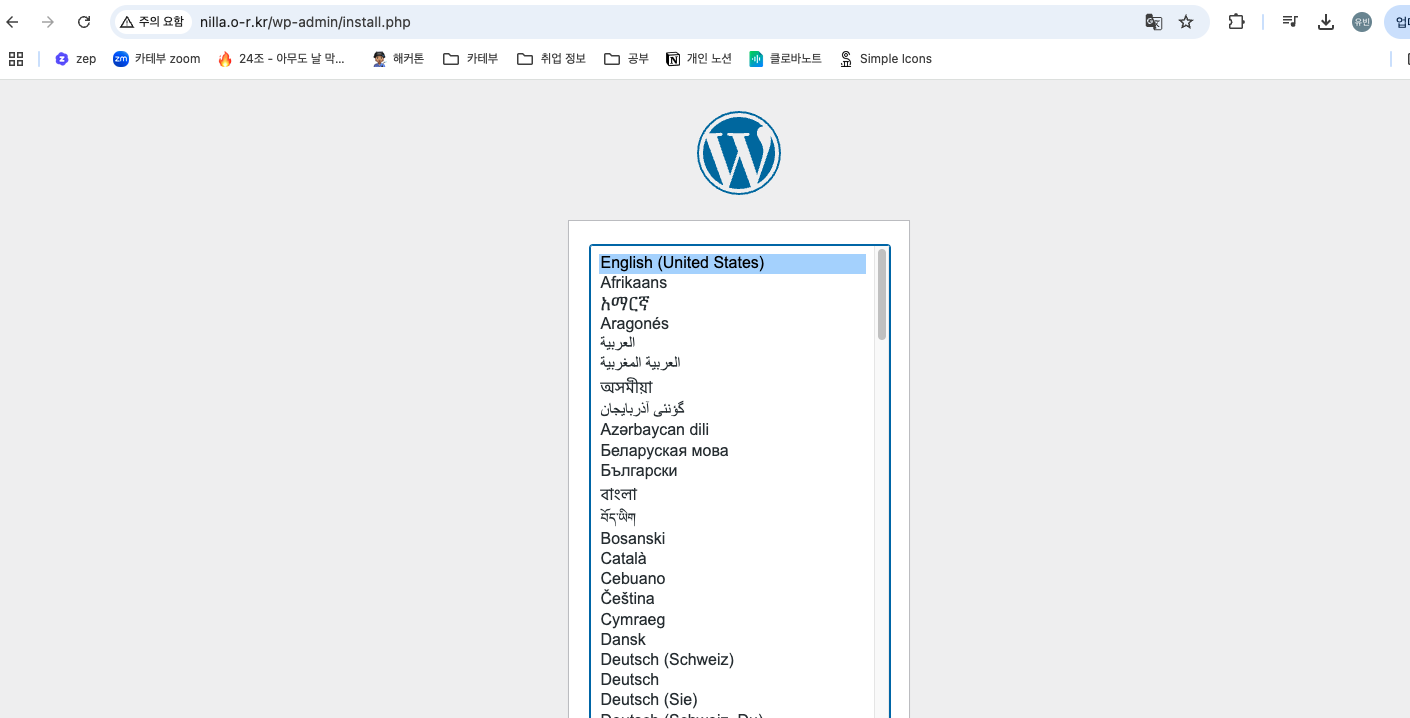 주의 요함 nilla.o-r.kr/wp-admin/install.php 유빈
zep 카테부 zoom 24조 - 아무도 날 막... 해커톤 카테부 취업 정보 공부 개인 노션 클로바노트 Simple Icons
English (United States)
Afrikaans
አማርኛ
Aragonés
العربية
العربية المغربية
অসমীয়া
گؤنئی آذربایجان
Azərbaycan dili
Беларуская мова
Български
বাংলা
བོད་ཡིག
Bosanski
Català
Cebuano
Čeština
Cymraeg
Dansk
Deutsch (Schweiz)
Deutsch
Deutsch (Sie)